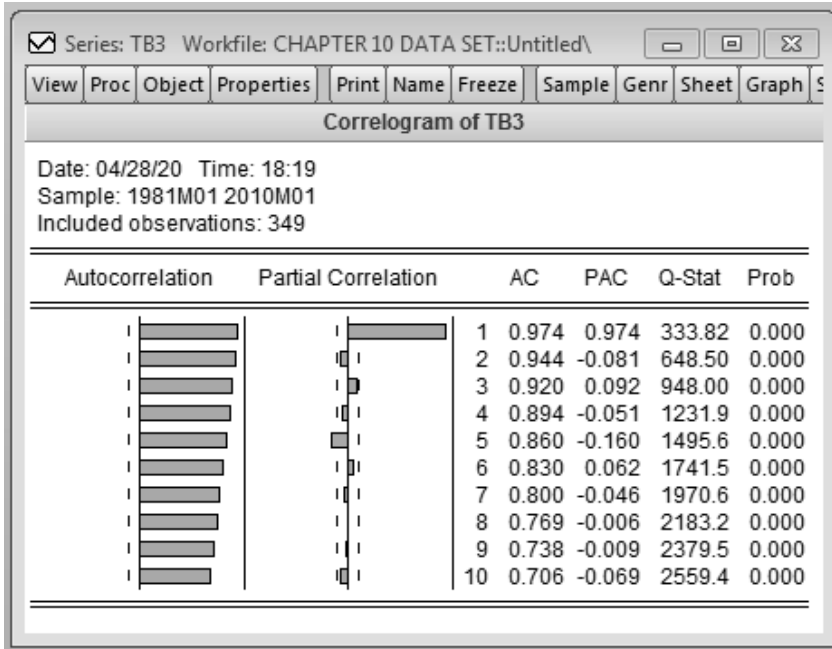 Series: TB3 Workfile: CHAPTER 10 DATA SET::Untitled\
View Proc Object Properties Print Name Freeze Sample Genr Sheet Graph
Correlogram of TB3
Date: 04/28/20 Time: 18:19
Sample: 1981M01 2010M01
Included observations: 349
Autocorrelation Partial Correlation AC PAC Q-Stat Prob
1 0.974 0.974 333.82 0.000
2 0.944 -0.081 648.50 0.000
3 0.920 0.092 948.00 0.000
4 0.894 -0.051 1231.9 0.000
5 0.860 -0.160 1495.6 0.000
6 0.830 0.062 1741.5 0.000
7 0.800 -0.046 1970.6 0.000
8 0.769 -0.006 2183.2 0.000
9 0.738 -0.009 2379.5 0.000
10 0.706 -0.069 2559.4 0.000